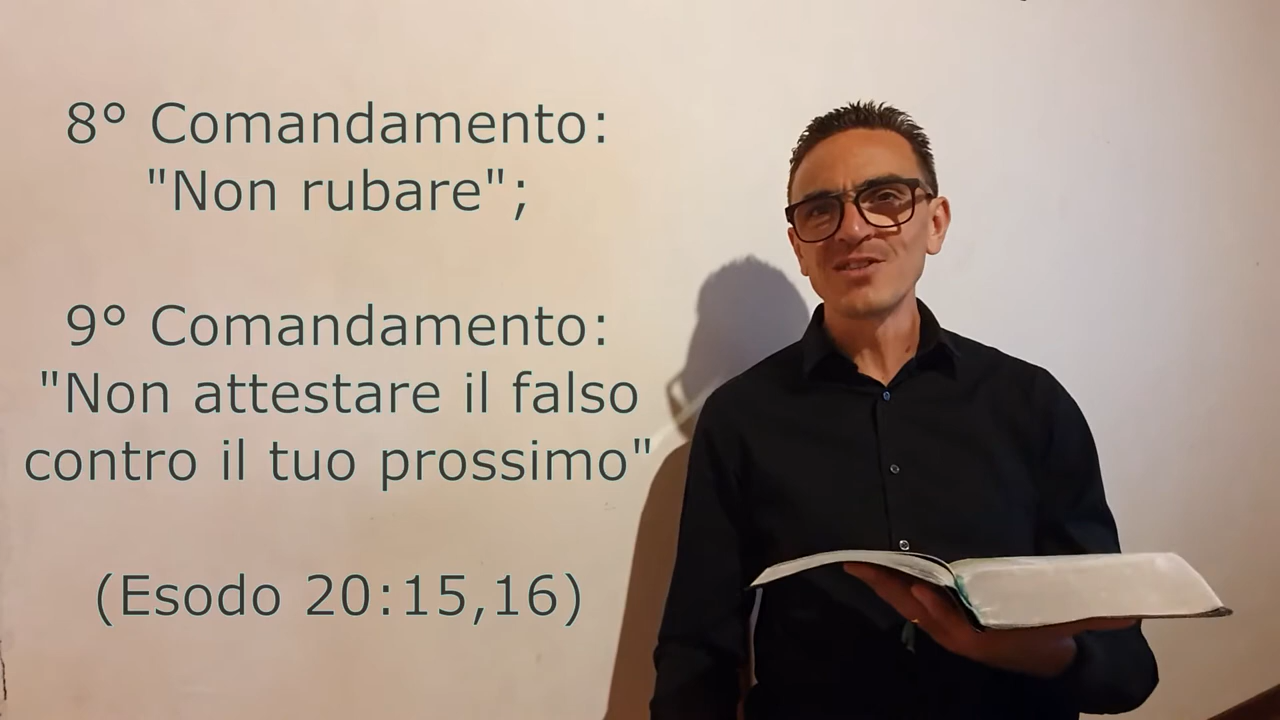 8° Comandamento:
"Non rubare";
9° Comandamento:
"Non attestare il falso
contro il tuo prossimo"
(Esodo 20:15,16)